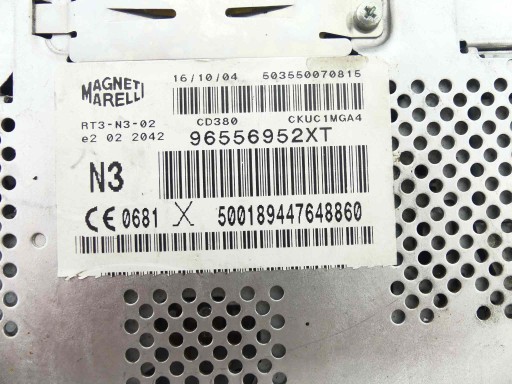 MAGNETI MARELLI
16/10/04 503550070815
RT3-N3-02 CD380 CKUC1MGA4
e2 02 2042 96556952XT
N3
CE 0681 X 500189447648860